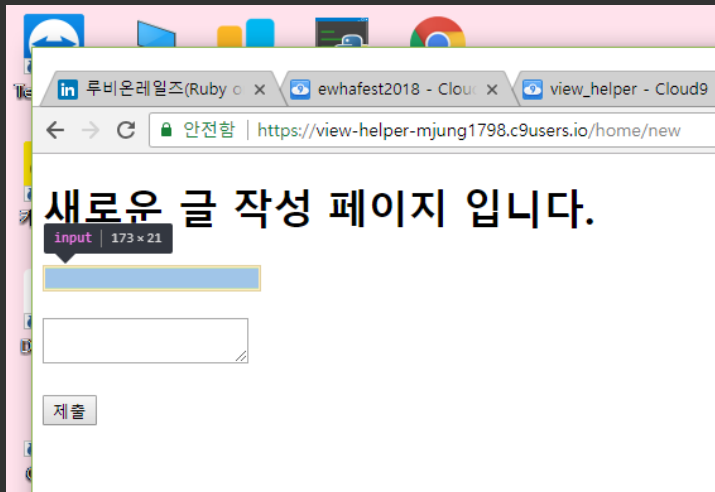 루비온레일즈(Ruby o
ewhafest2018 - Clou
view_helper - Cloud9
안전함
https://view-helper-mjung1798.c9users.io/home/new
새로운 글 작성 페이지 입니다.
input 173 × 21
제출